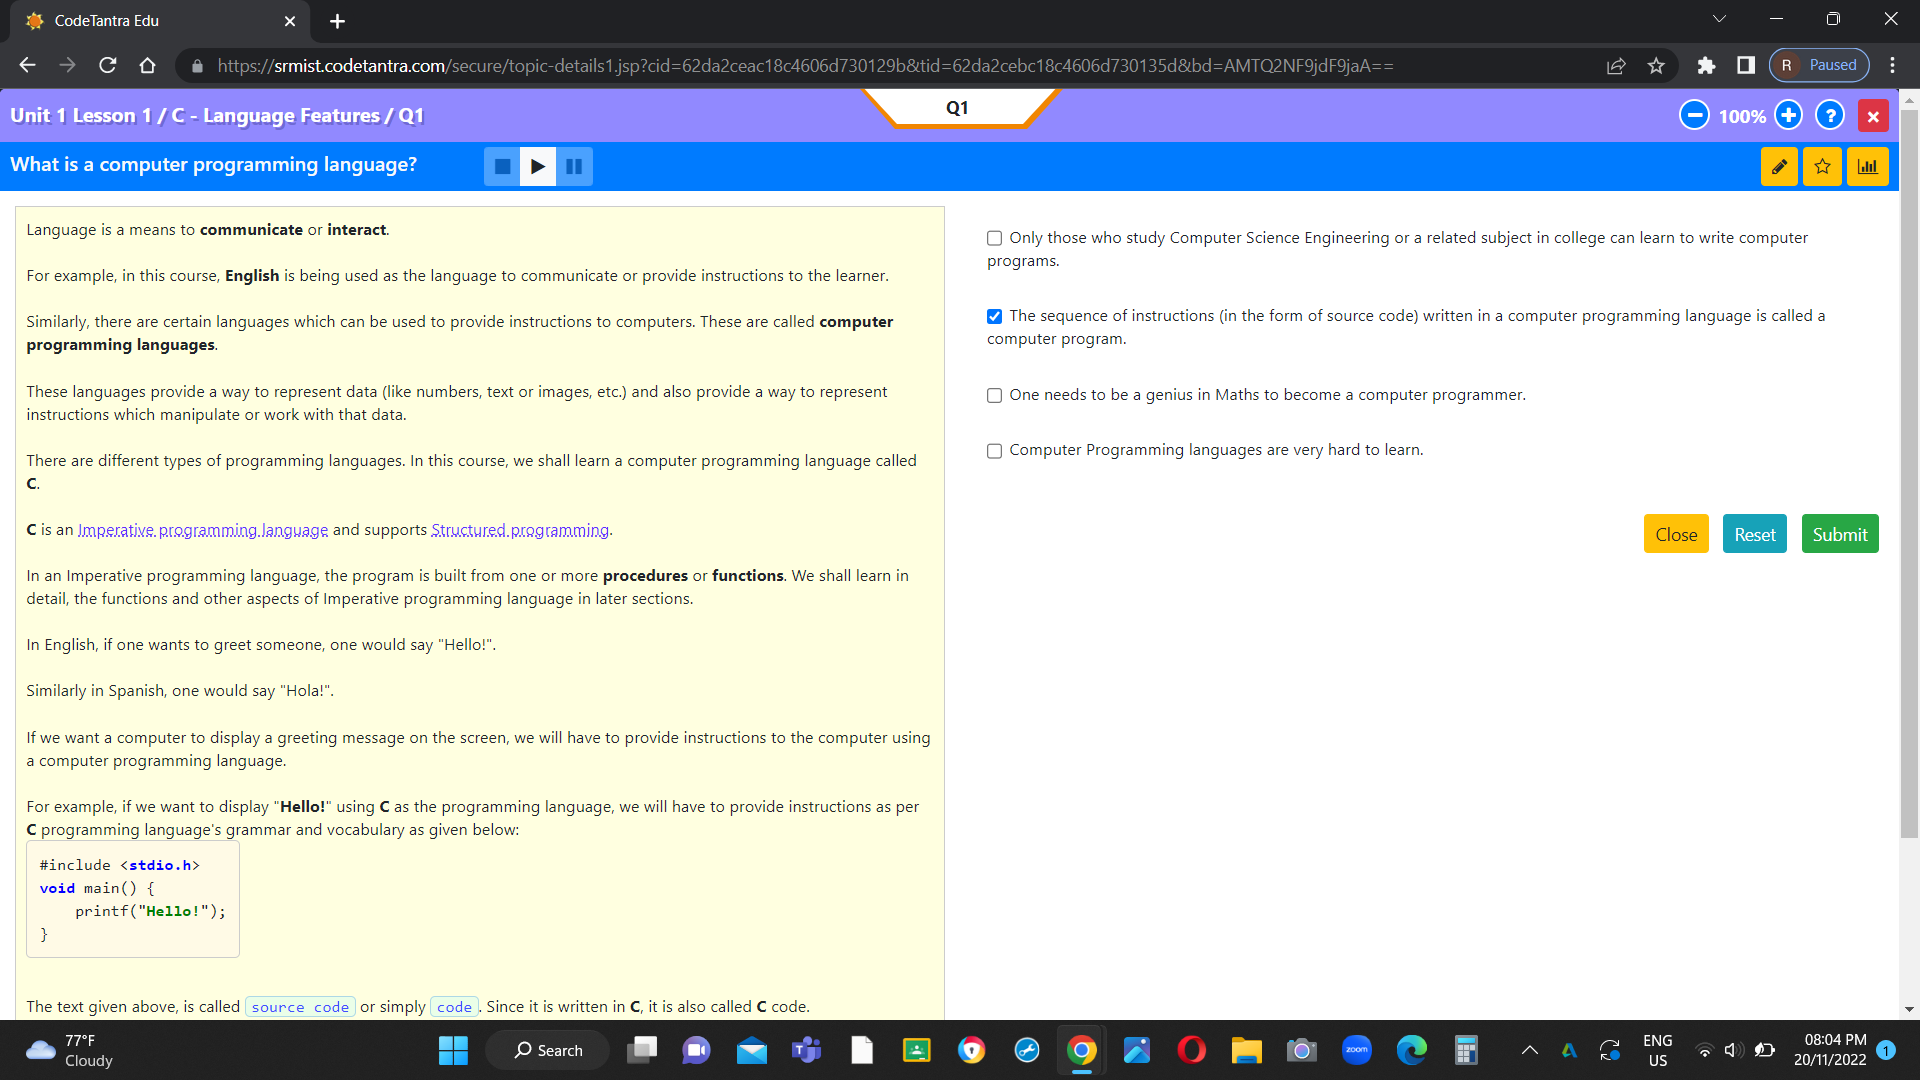 CodeTantra Edu
https://srmist.codetantra.com/secure/topic-details1.jsp?cid=62da2ceac18c4606d730129b&tid=62da2cebc18c4606d730135d&bd=AMTQ2NF9jdF9jaA==
R Paused
Unit 1 Lesson 1 / C - Language Features / Q1
Q1
100%
?
What is a computer programming language?
Language is a means to communicate or interact.
For example, in this course, English is being used as the language to communicate or provide instructions to the learner.
Similarly, there are certain languages which can be used to provide instructions to computers. These are called computer
programming languages.
These languages provide a way to represent data (like numbers, text or images, etc.) and also provide a way to represent
instructions which manipulate or work with that data.
There are different types of programming languages. In this course, we shall learn a computer programming language called
C.
C is an Imperative programming language and supports Structured programming.
In an Imperative programming language, the program is built from one or more procedures or functions. We shall learn in
detail, the functions and other aspects of Imperative programming language in later sections.
In English, if one wants to greet someone, one would say "Hello!".
Similarly in Spanish, one would say "Hola!".
If we want a computer to display a greeting message on the screen, we will have to provide instructions to the computer using
a computer programming language.
For example, if we want to display "Hello!" using C as the programming language, we will have to provide instructions as per
C programming language's grammar and vocabulary as given below:
#include <stdio.h>
void main() {
printf("Hello!");
}
The text given above, is called source code or simply code. Since it is written in C, it is also called C code.
Only those who study Computer Science Engineering or a related subject in college can learn to write computer
programs.
The sequence of instructions (in the form of source code) written in a computer programming language is called a
computer program.
One needs to be a genius in Maths to become a computer programmer.
Computer Programming languages are very hard to learn.
Close
Reset
Submit
77°F
Cloudy
Search
zoom
ENG
US
08:04 PM
20/11/2022
1